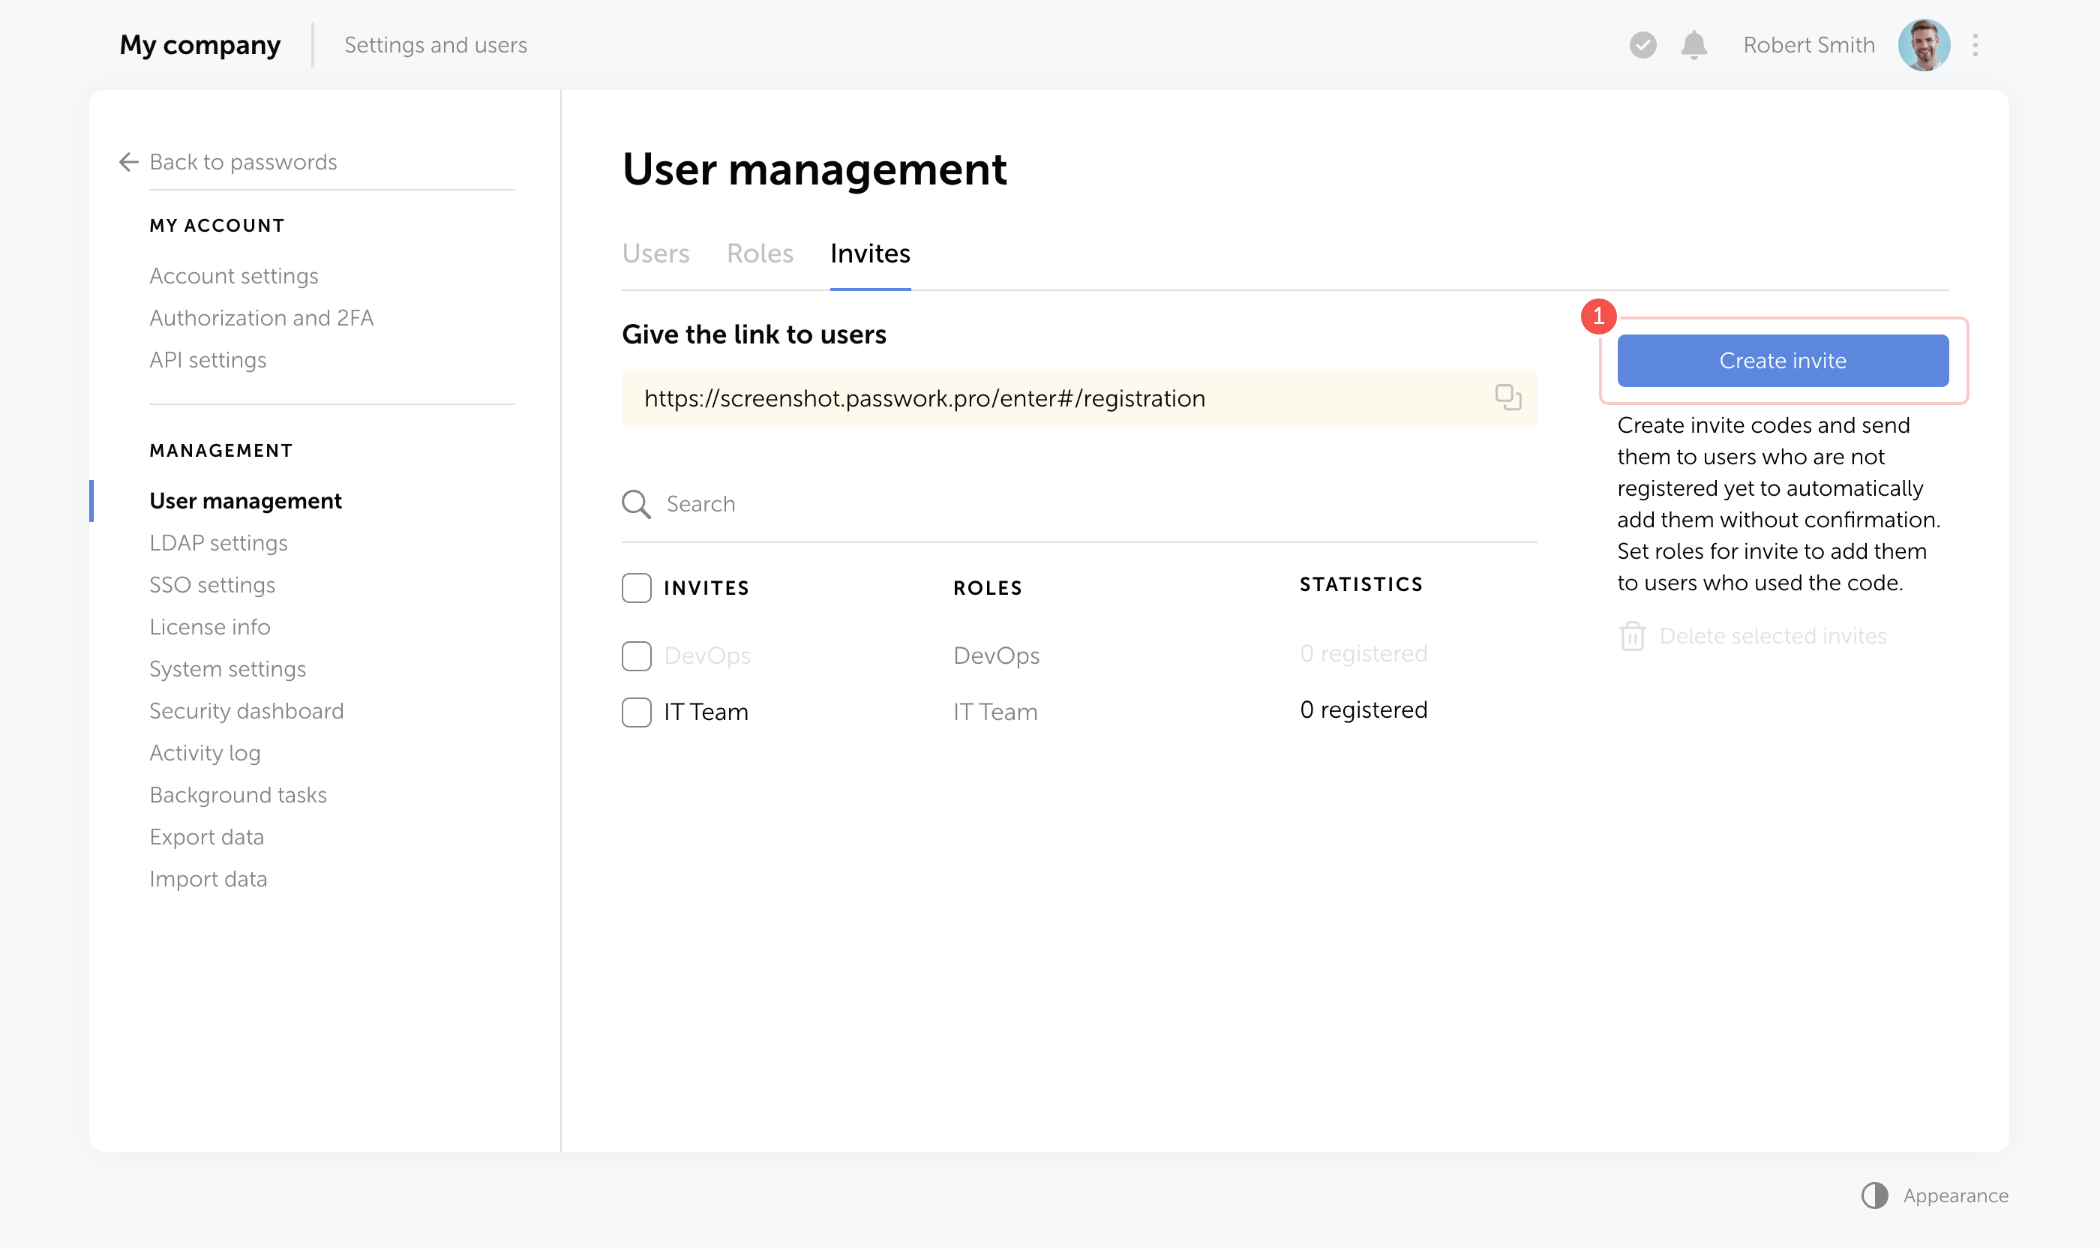 My company
Settings and users
Robert Smith
Back to passwords
MY ACCOUNT
Account settings
Authorization and 2FA
API settings
MANAGEMENT
User management
LDAP settings
SSO settings
License info
System settings
Security dashboard
Activity log
Background tasks
Export data
Import data
User management
Users Roles Invites
Give the link to users
https://screenshot.passwork.pro/enter#/registration
Search
INVITES ROLES STATISTICS
DevOps DevOps 0 registered
IT Team IT Team 0 registered
1
Create invite
Create invite codes and send
them to users who are not
registered yet to automatically
add them without confirmation.
Set roles for invite to add them
to users who used the code.
Delete selected invites
Appearance